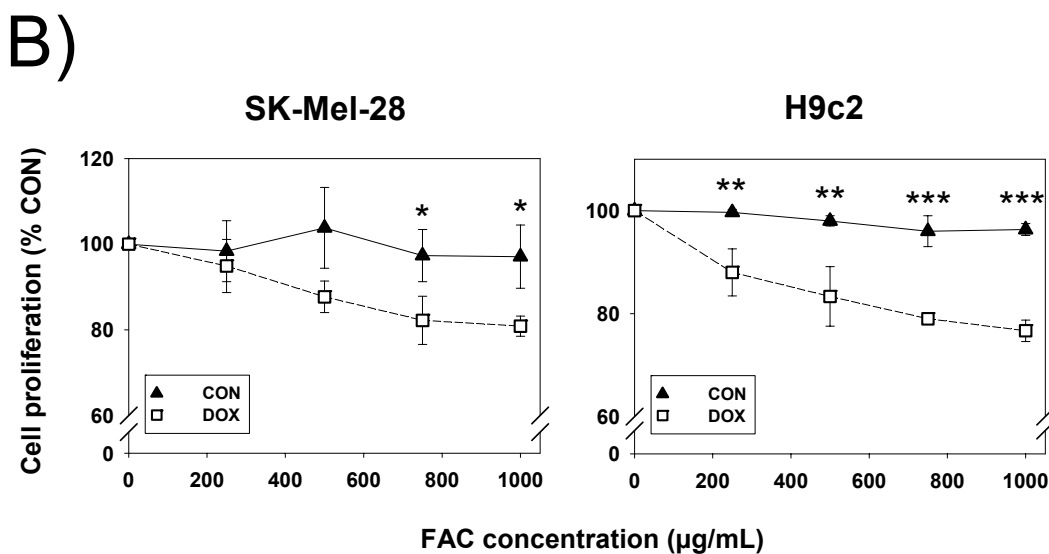 B)
SK-Mel-28
H9c2
Cell proliferation (% CON)
120
100
80
60
0
* *
CON
DOX
0 200 400 600 800 1000
100
80
60
0
** ** *** ***
CON
DOX
0 200 400 600 800 1000
FAC concentration (µg/mL)